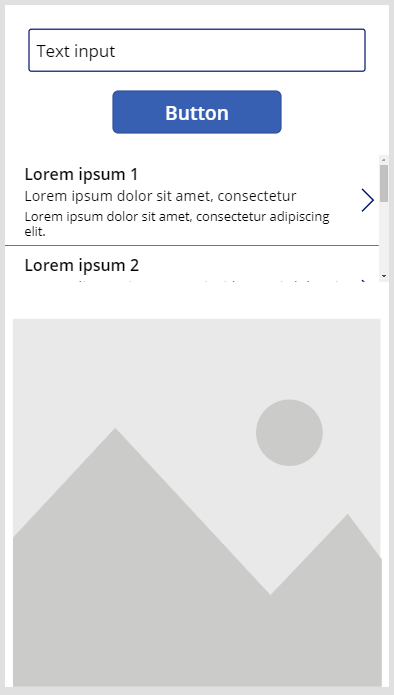 Text input
Button
Lorem ipsum 1
Lorem ipsum dolor sit amet, consectetur
Lorem ipsum dolor sit amet, consectetur adipiscing
elit.
Lorem ipsum 2